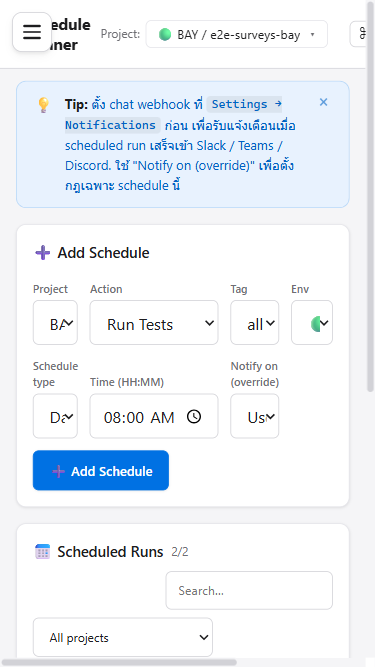 edule
nner
Project:
BAY / e2e-surveys-bay
Tip: ตั้ง chat webhook ที่ Settings →
Notifications ก่อน เพื่อรับแจ้งเตือนเมื่อ
scheduled run เสร็จเข้า Slack / Teams /
Discord. ใช้ "Notify on (override)" เพื่อตั้ง
กฎเฉพาะ schedule นี้
×
Add Schedule
Project Action Tag Env
Run Tests all
Schedule
type
Time (HH:MM)
Notify on
(override)
08:00 AM
Add Schedule
Scheduled Runs 2/2
Search...
All projects